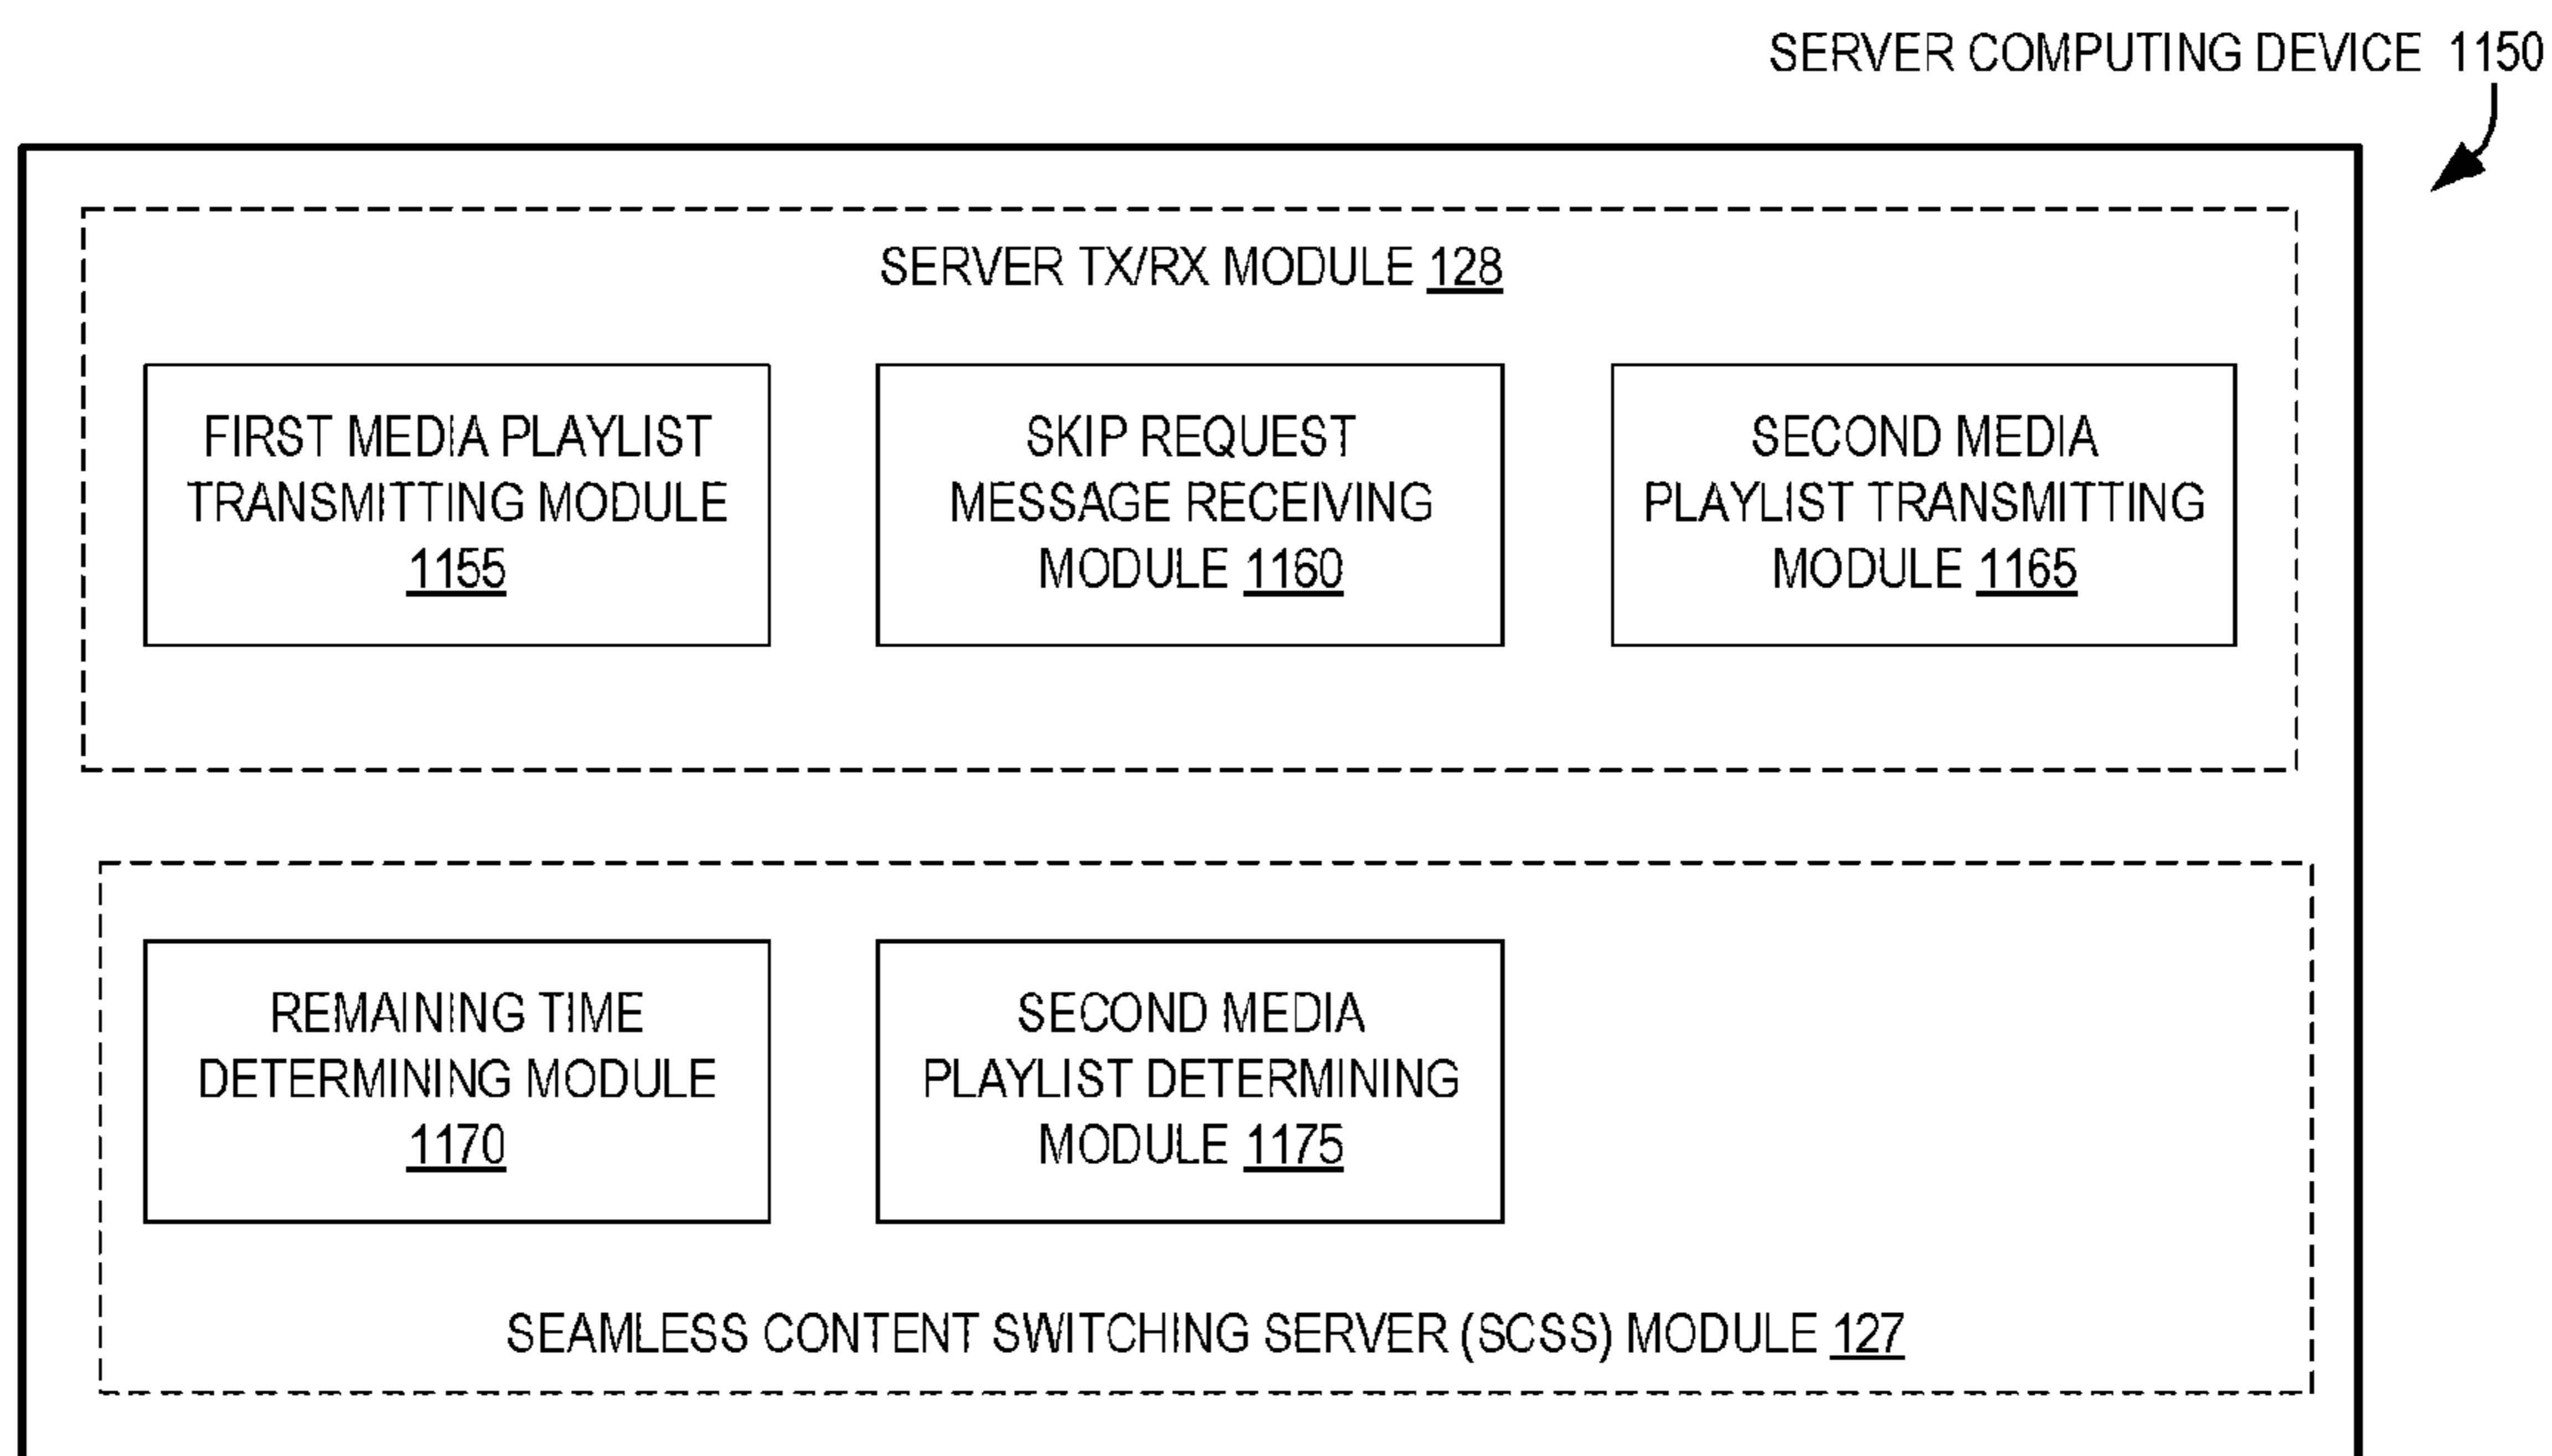 SERVER COMPUTING DEVICE 1150
SERVER TX/RX MODULE 128
FIRST MEDIA PLAYLIST
TRANSMITTING MODULE
1155
SKIP REQUEST
MESSAGE RECEIVING
MODULE 1160
SECOND MEDIA
PLAYLIST TRANSMITTING
MODULE 1165
REMAINING TIME
DETERMINING MODULE
1170
SECOND MEDIA
PLAYLIST DETERMINING
MODULE 1175
SEAMLESS CONTENT SWITCHING SERVER (SCSS) MODULE 127